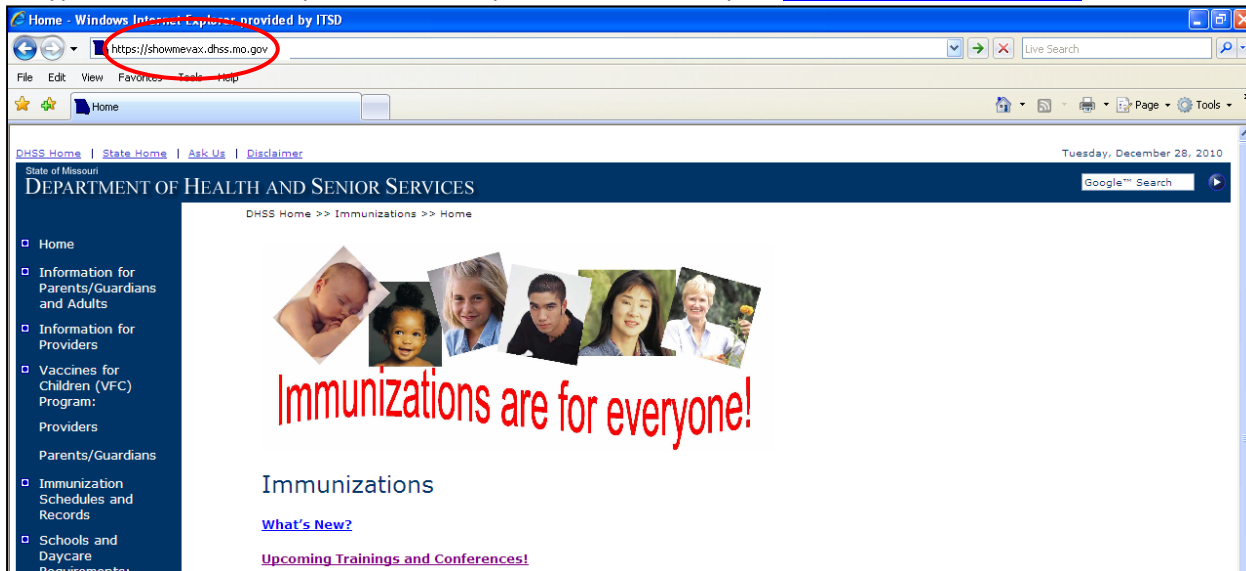 Home - Windows Internet Explorer provided by ITSD
https://showmevax.dhss.mo.gov
Live Search
File Edit View Favorites Tools Help
Home
Page Tools
DHSS Home | State Home | Ask Us | Disclaimer
Tuesday, December 28, 2010
State of Missouri
DEPARTMENT OF HEALTH AND SENIOR SERVICES
Google™ Search
DHSS Home >> Immunizations >> Home
Home
Information for
Parents/Guardians
and Adults
Information for
Providers
Vaccines for
Children (VFC)
Program:
Providers
Parents/Guardians
Immunization
Schedules and
Records
Schools and
Daycare
Requirements:
Immunizations are for everyone!
Immunizations
What's New?
Upcoming Trainings and Conferences!